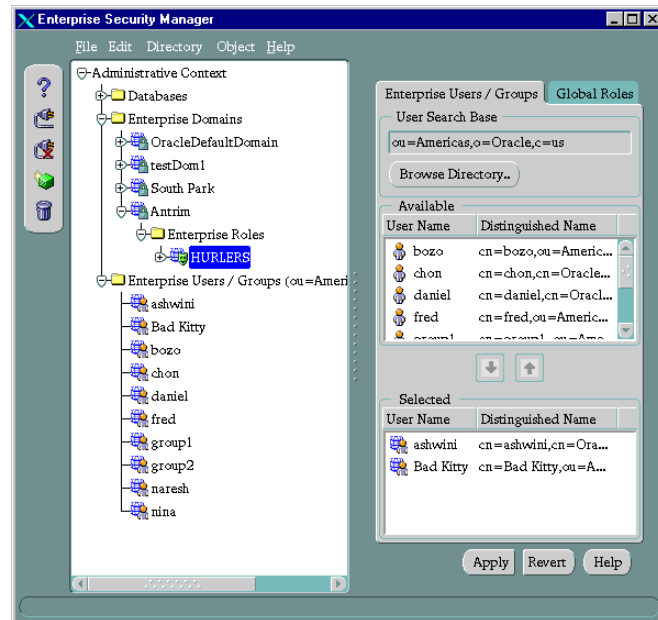 Enterprise Security Manager
File Edit Directory Object Help
Administrative Context
Databases
Enterprise Domains
OracleDefaultDomain
testDom1
South Park
Antrim
Enterprise Roles
HURLERS
Enterprise Users / Groups (ou=Ameri
ashwini
Bad Kitty
bozo
chon
daniel
fred
group1
group2
naresh
nina
Enterprise Users / Groups Global Roles
User Search Base
ou=Americas,o=Oracle,c=us
Browse Directory..
Available
User Name Distinguished Name
bozo cn=bozo,ou=Americ...
chon cn=chon,cn=Oracle...
daniel cn=daniel,cn=Oracl...
fred cn=fred,ou=Americ...
group1 cn=group1,ou=Ame...
Selected
User Name Distinguished Name
ashwini cn=ashwini,cn=Ora...
Bad Kitty cn=Bad Kitty,ou=A...
Apply Revert Help